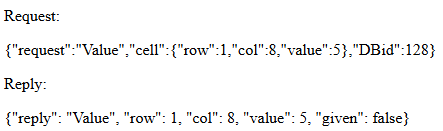 Request:
{"request":"Value","cell":{"row":1,"col":8,"value":5},"DBid":128}
Reply:
{"reply": "Value", "row": 1, "col": 8, "value": 5, "given": false}